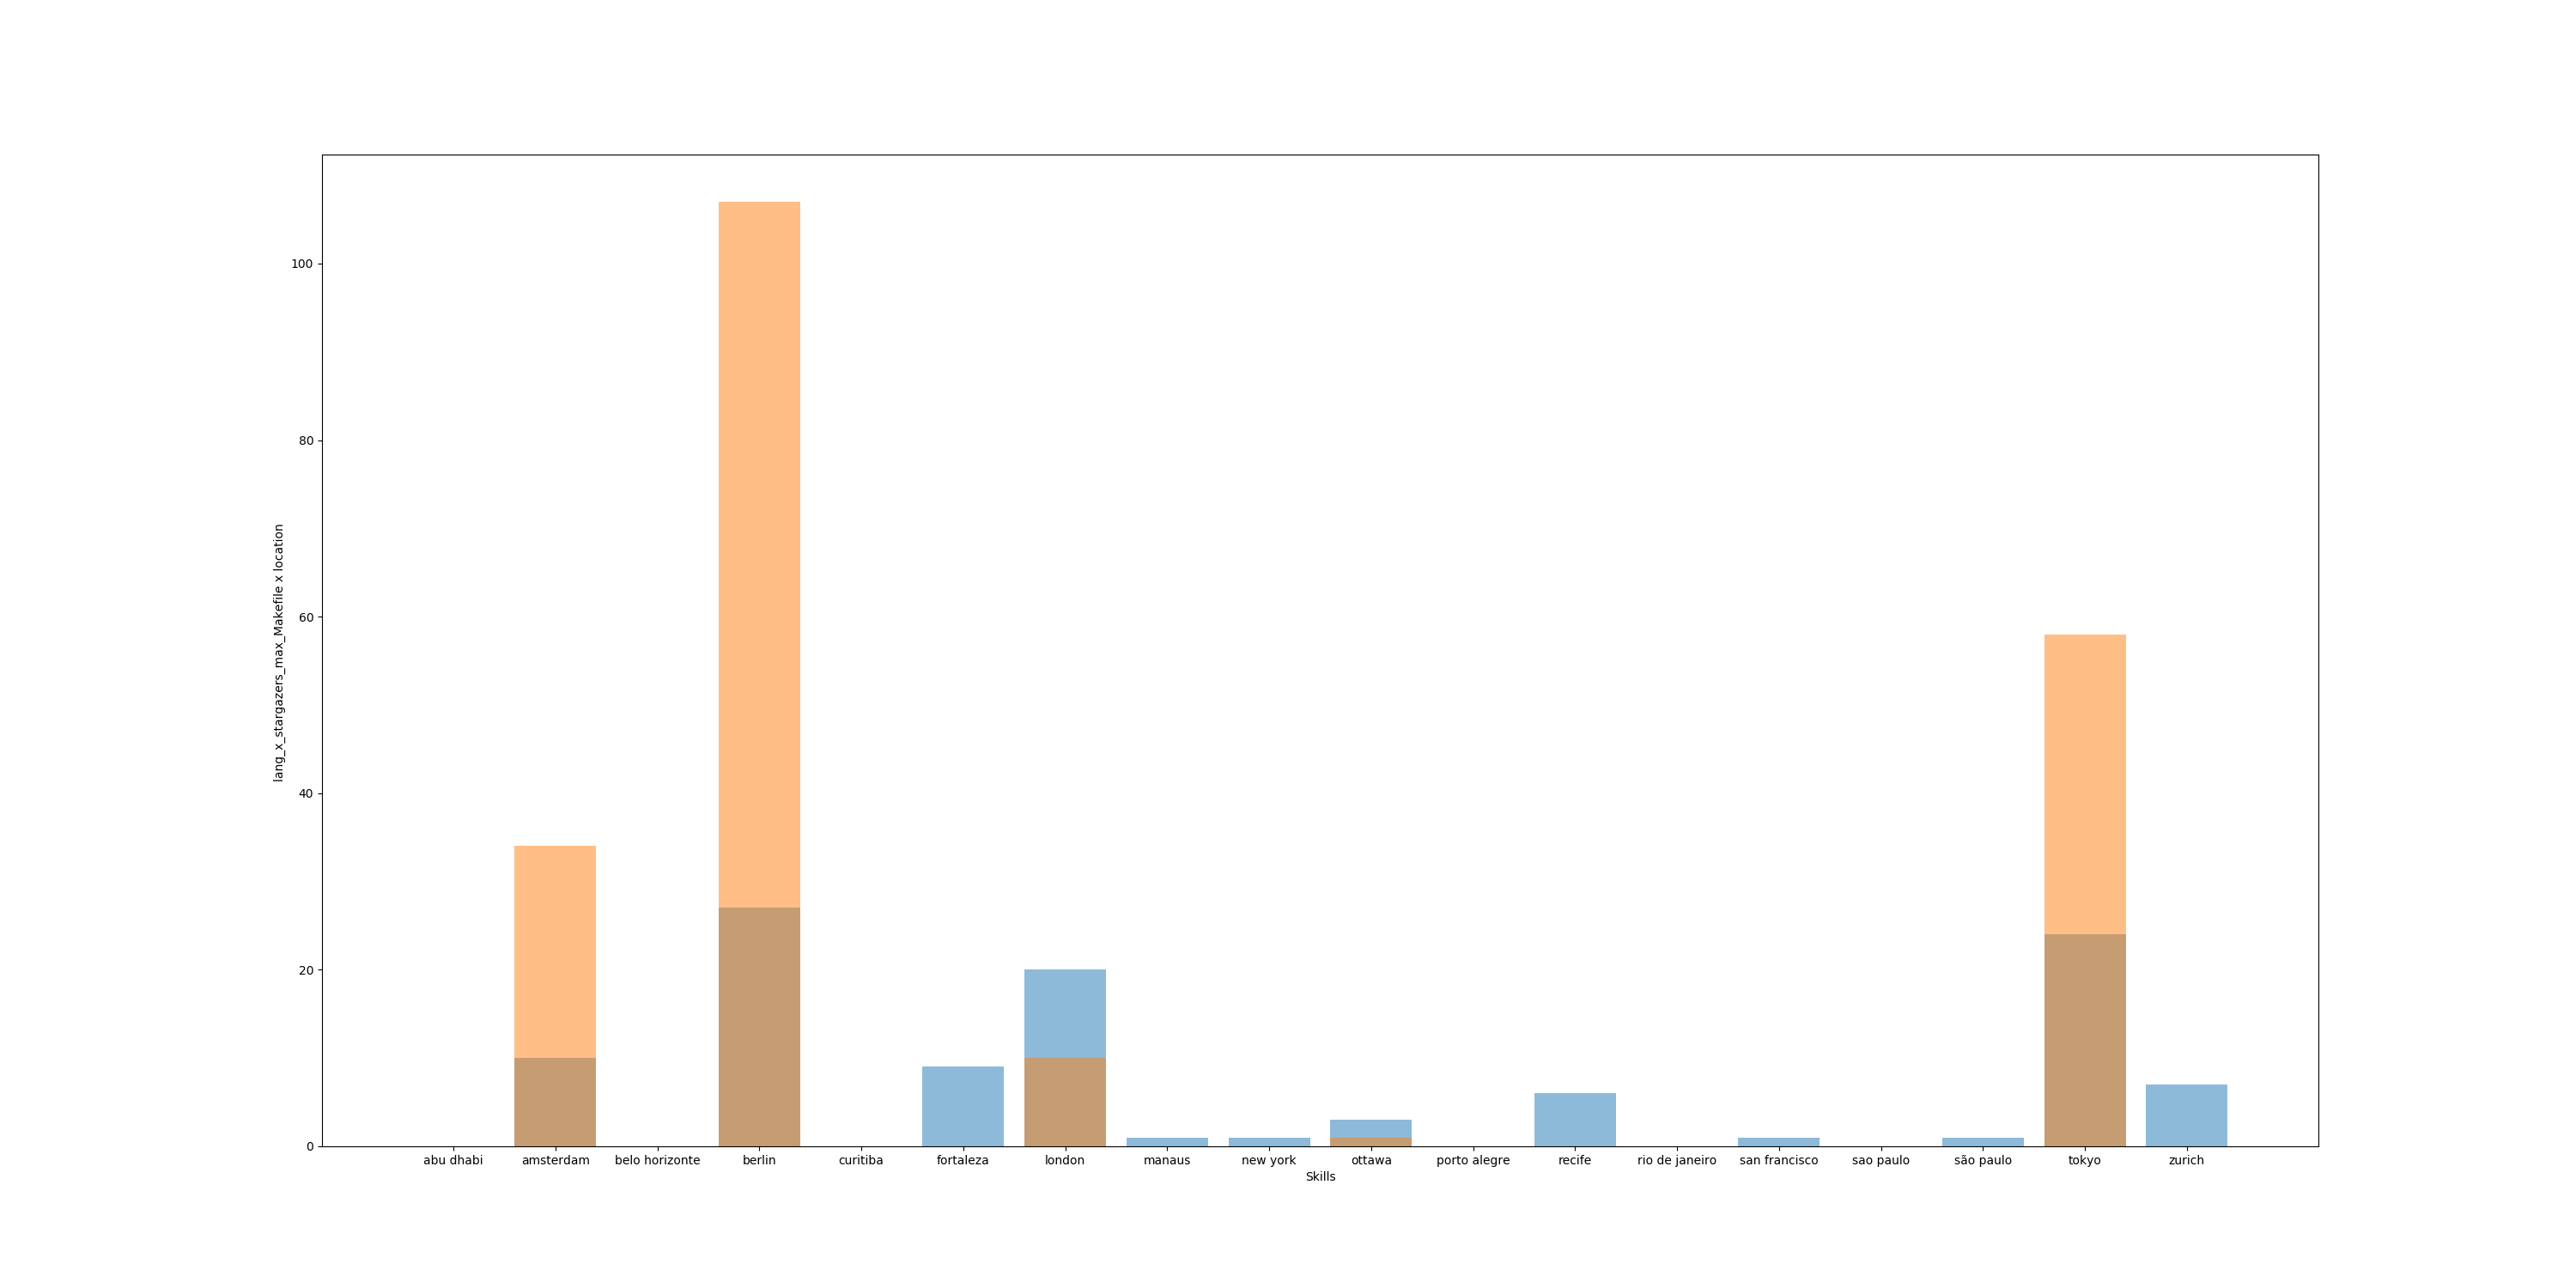 100
80
60
40
20
0
lang_x_stargazers_max_Makefile x location
abu dhabi amsterdam belo horizonte berlin curitiba fortaleza london manaus new york ottawa porto alegre recife rio de janeiro san francisco sao paulo são paulo tokyo zurich
Skills